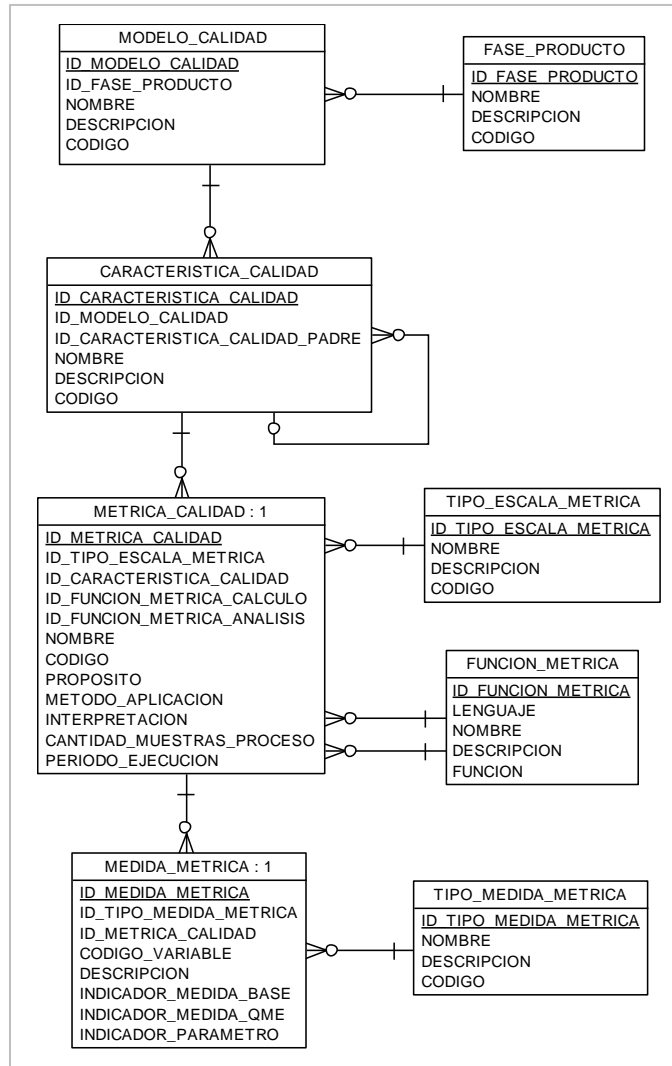 MODELO_CALIDAD
ID_MODELO_CALIDAD
ID_FASE_PRODUCTO
NOMBRE
DESCRIPCION
CODIGO
FASE_PRODUCTO
ID_FASE_PRODUCTO
NOMBRE
DESCRIPCION
CODIGO
CARACTERISTICA_CALIDAD
ID_CARACTERISTICA_CALIDAD
ID_MODELO_CALIDAD
ID_CARACTERISTICA_CALIDAD_PADRE
NOMBRE
DESCRIPCION
CODIGO
METRICA_CALIDAD : 1
ID_METRICA_CALIDAD
ID_TIPO_ESCALA_METRICA
ID_CARACTERISTICA_CALIDAD
ID_FUNCION_METRICA_CALCULO
ID_FUNCION_METRICA_ANALISIS
NOMBRE
CODIGO
PROPOSITO
METODO_APLICACION
INTERPRETACION
CANTIDAD_MUESTRAS_PROCESO
PERIODO_EJECUCION
TIPO_ESCALA_METRICA
ID_TIPO_ESCALA_METRICA
NOMBRE
DESCRIPCION
CODIGO
FUNCION_METRICA
ID_FUNCION_METRICA
LENGUAJE
NOMBRE
DESCRIPCION
FUNCION
MEDIDA_METRICA : 1
ID_MEDIDA_METRICA
ID_TIPO_MEDIDA_METRICA
ID_METRICA_CALIDAD
CODIGO_VARIABLE
DESCRIPCION
INDICADOR_MEDIDA_BASE
INDICADOR_MEDIDA_QME
INDICADOR_PARAMETRO
TIPO_MEDIDA_METRICA
ID_TIPO_MEDIDA_METRICA
NOMBRE
DESCRIPCION
CODIGO